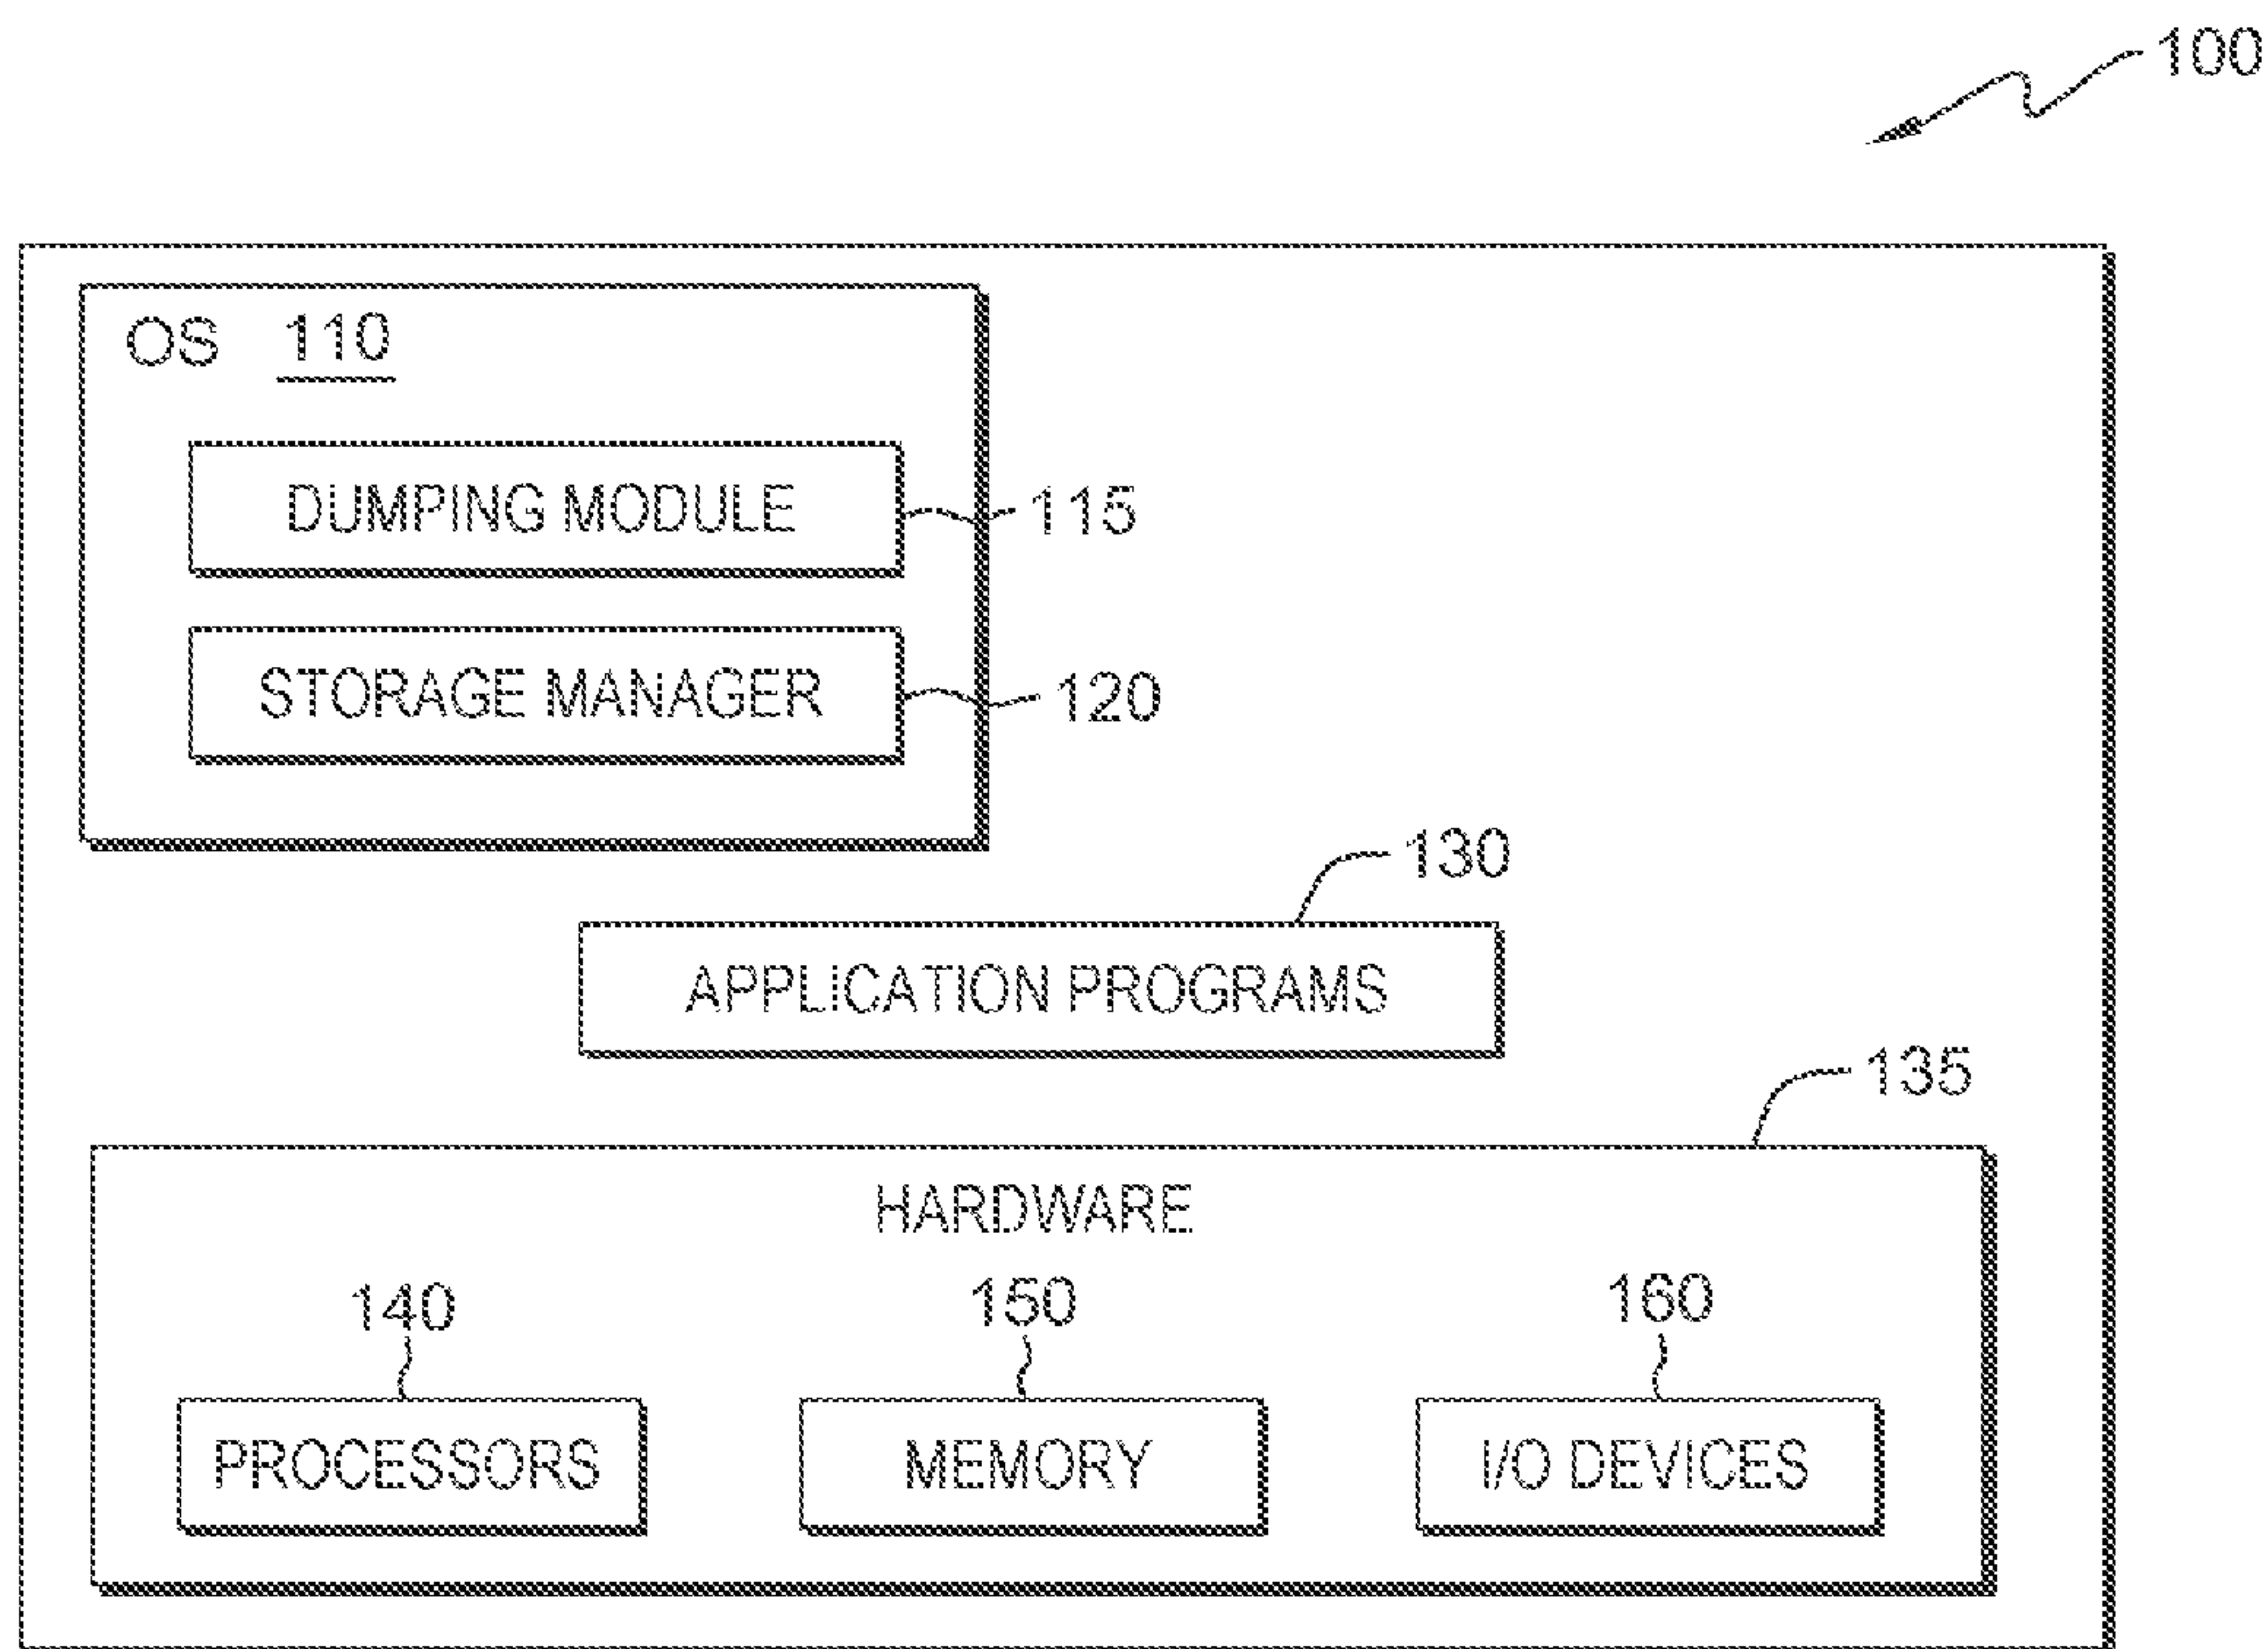 100
OS 110
DUMPING MODULE 115
STORAGE MANAGER 120
130
APPLICATION PROGRAMS
135
HARDWARE
140 150 160
PROCESSORS MEMORY I/O DEVICES